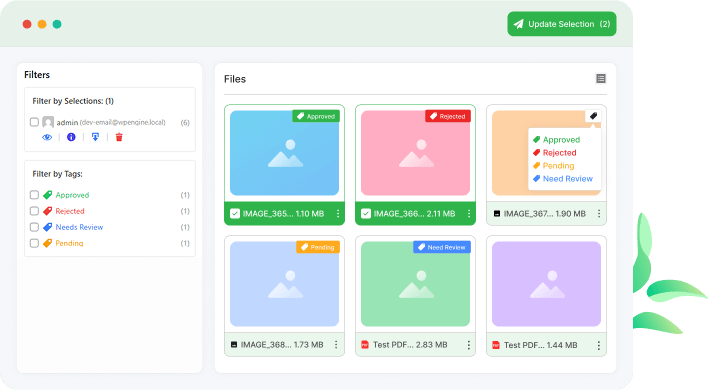 Update Selection (2)
Filters
Filter by Selections: (1)
admin (dev-email@wpengine.local) (6)
Filter by Tags:
Approved (1)
Rejected (1)
Needs Review (1)
Pending (1)
Files
Approved
Rejected
Approved
Rejected
Pending
Need Review
IMAGE_365... 1.10 MB
IMAGE_366... 2.11 MB
IMAGE_367... 1.90 MB
Pending
Need Review
IMAGE_368... 1.73 MB
PDF Test PDF... 2.83 MB
PDF Test PDF... 1.44 MB